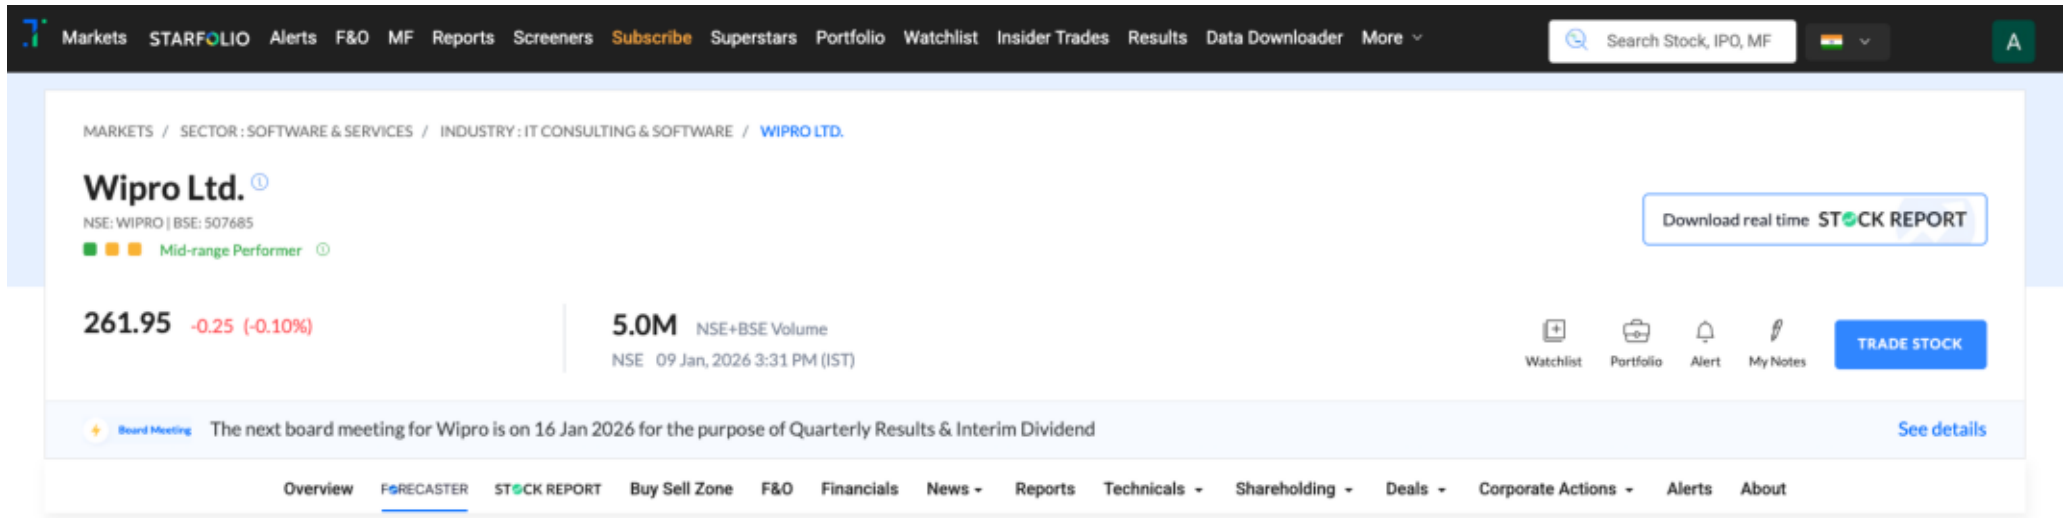 Markets STARFOLIO Alerts F&O MF Reports Screeners Subscribe Superstars Portfolio Watchlist Insider Trades Results Data Downloader More Search Stock, IPO, MF A
MARKETS / SECTOR : SOFTWARE & SERVICES / INDUSTRY : IT CONSULTING & SOFTWARE / WIPRO LTD.
Wipro Ltd.
NSE: WIPRO | BSE: 507685
Mid-range Performer
Download real time STOCK REPORT
261.95 -0.25 (-0.10%)
5.0M NSE+BSE Volume
NSE 09 Jan, 2026 3:31 PM (IST)
Watchlist Portfolio Alert My Notes
TRADE STOCK
Board Meeting The next board meeting for Wipro is on 16 Jan 2026 for the purpose of Quarterly Results & Interim Dividend See details
Overview FORECASTER STOCK REPORT Buy Sell Zone F&O Financials News Reports Technicals Shareholding Deals Corporate Actions Alerts About